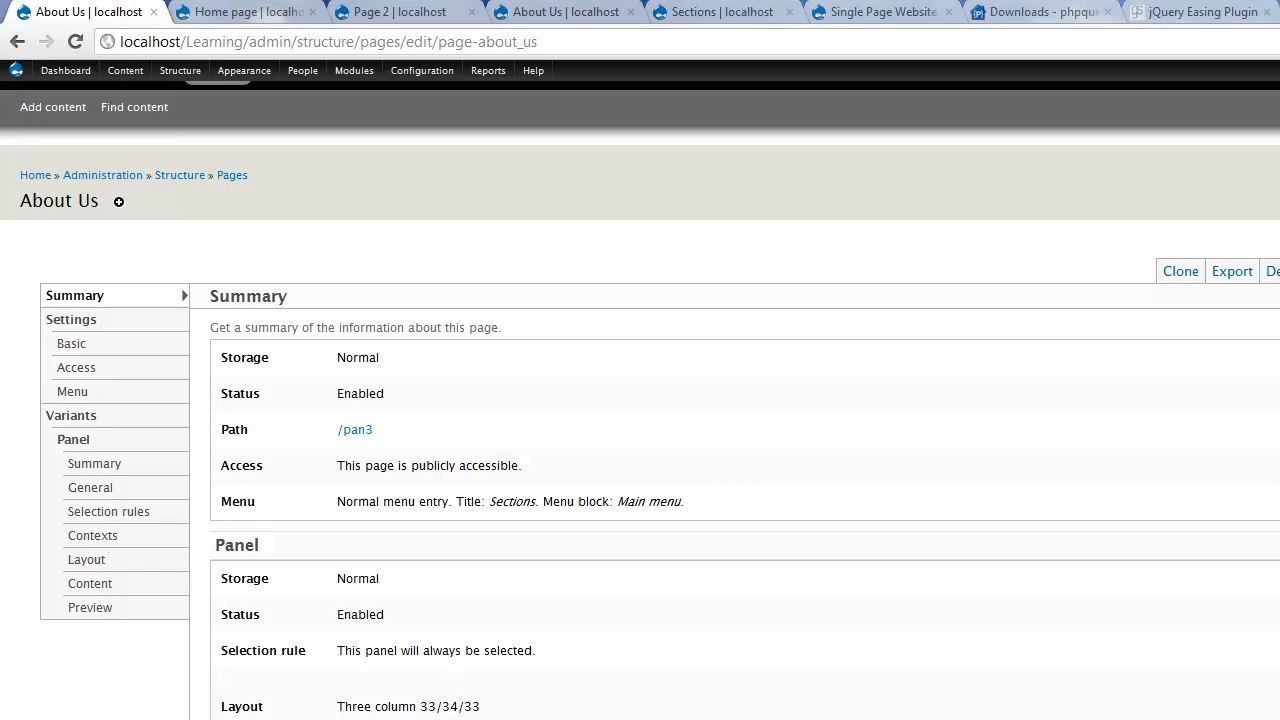 About Us | localhost
Home page | localho
Page 2 | localhost
About Us | localhost
Sections | localhost
Single Page Website
Downloads - phpque
jQuery Easing Plugin
localhost/Learning/admin/structure/pages/edit/page-about_us
Dashboard Content Structure Appearance People Modules Configuration Reports Help
Add content Find content
Home » Administration » Structure » Pages
About Us
Clone Export De
Summary
Settings
Basic
Access
Menu
Variants
Panel
Summary
General
Selection rules
Contexts
Layout
Content
Preview
Summary
Get a summary of the information about this page.
Storage Normal
Status Enabled
Path /pan3
Access This page is publicly accessible.
Menu Normal menu entry. Title: Sections. Menu block: Main menu.
Panel
Storage Normal
Status Enabled
Selection rule This panel will always be selected.
Layout Three column 33/34/33